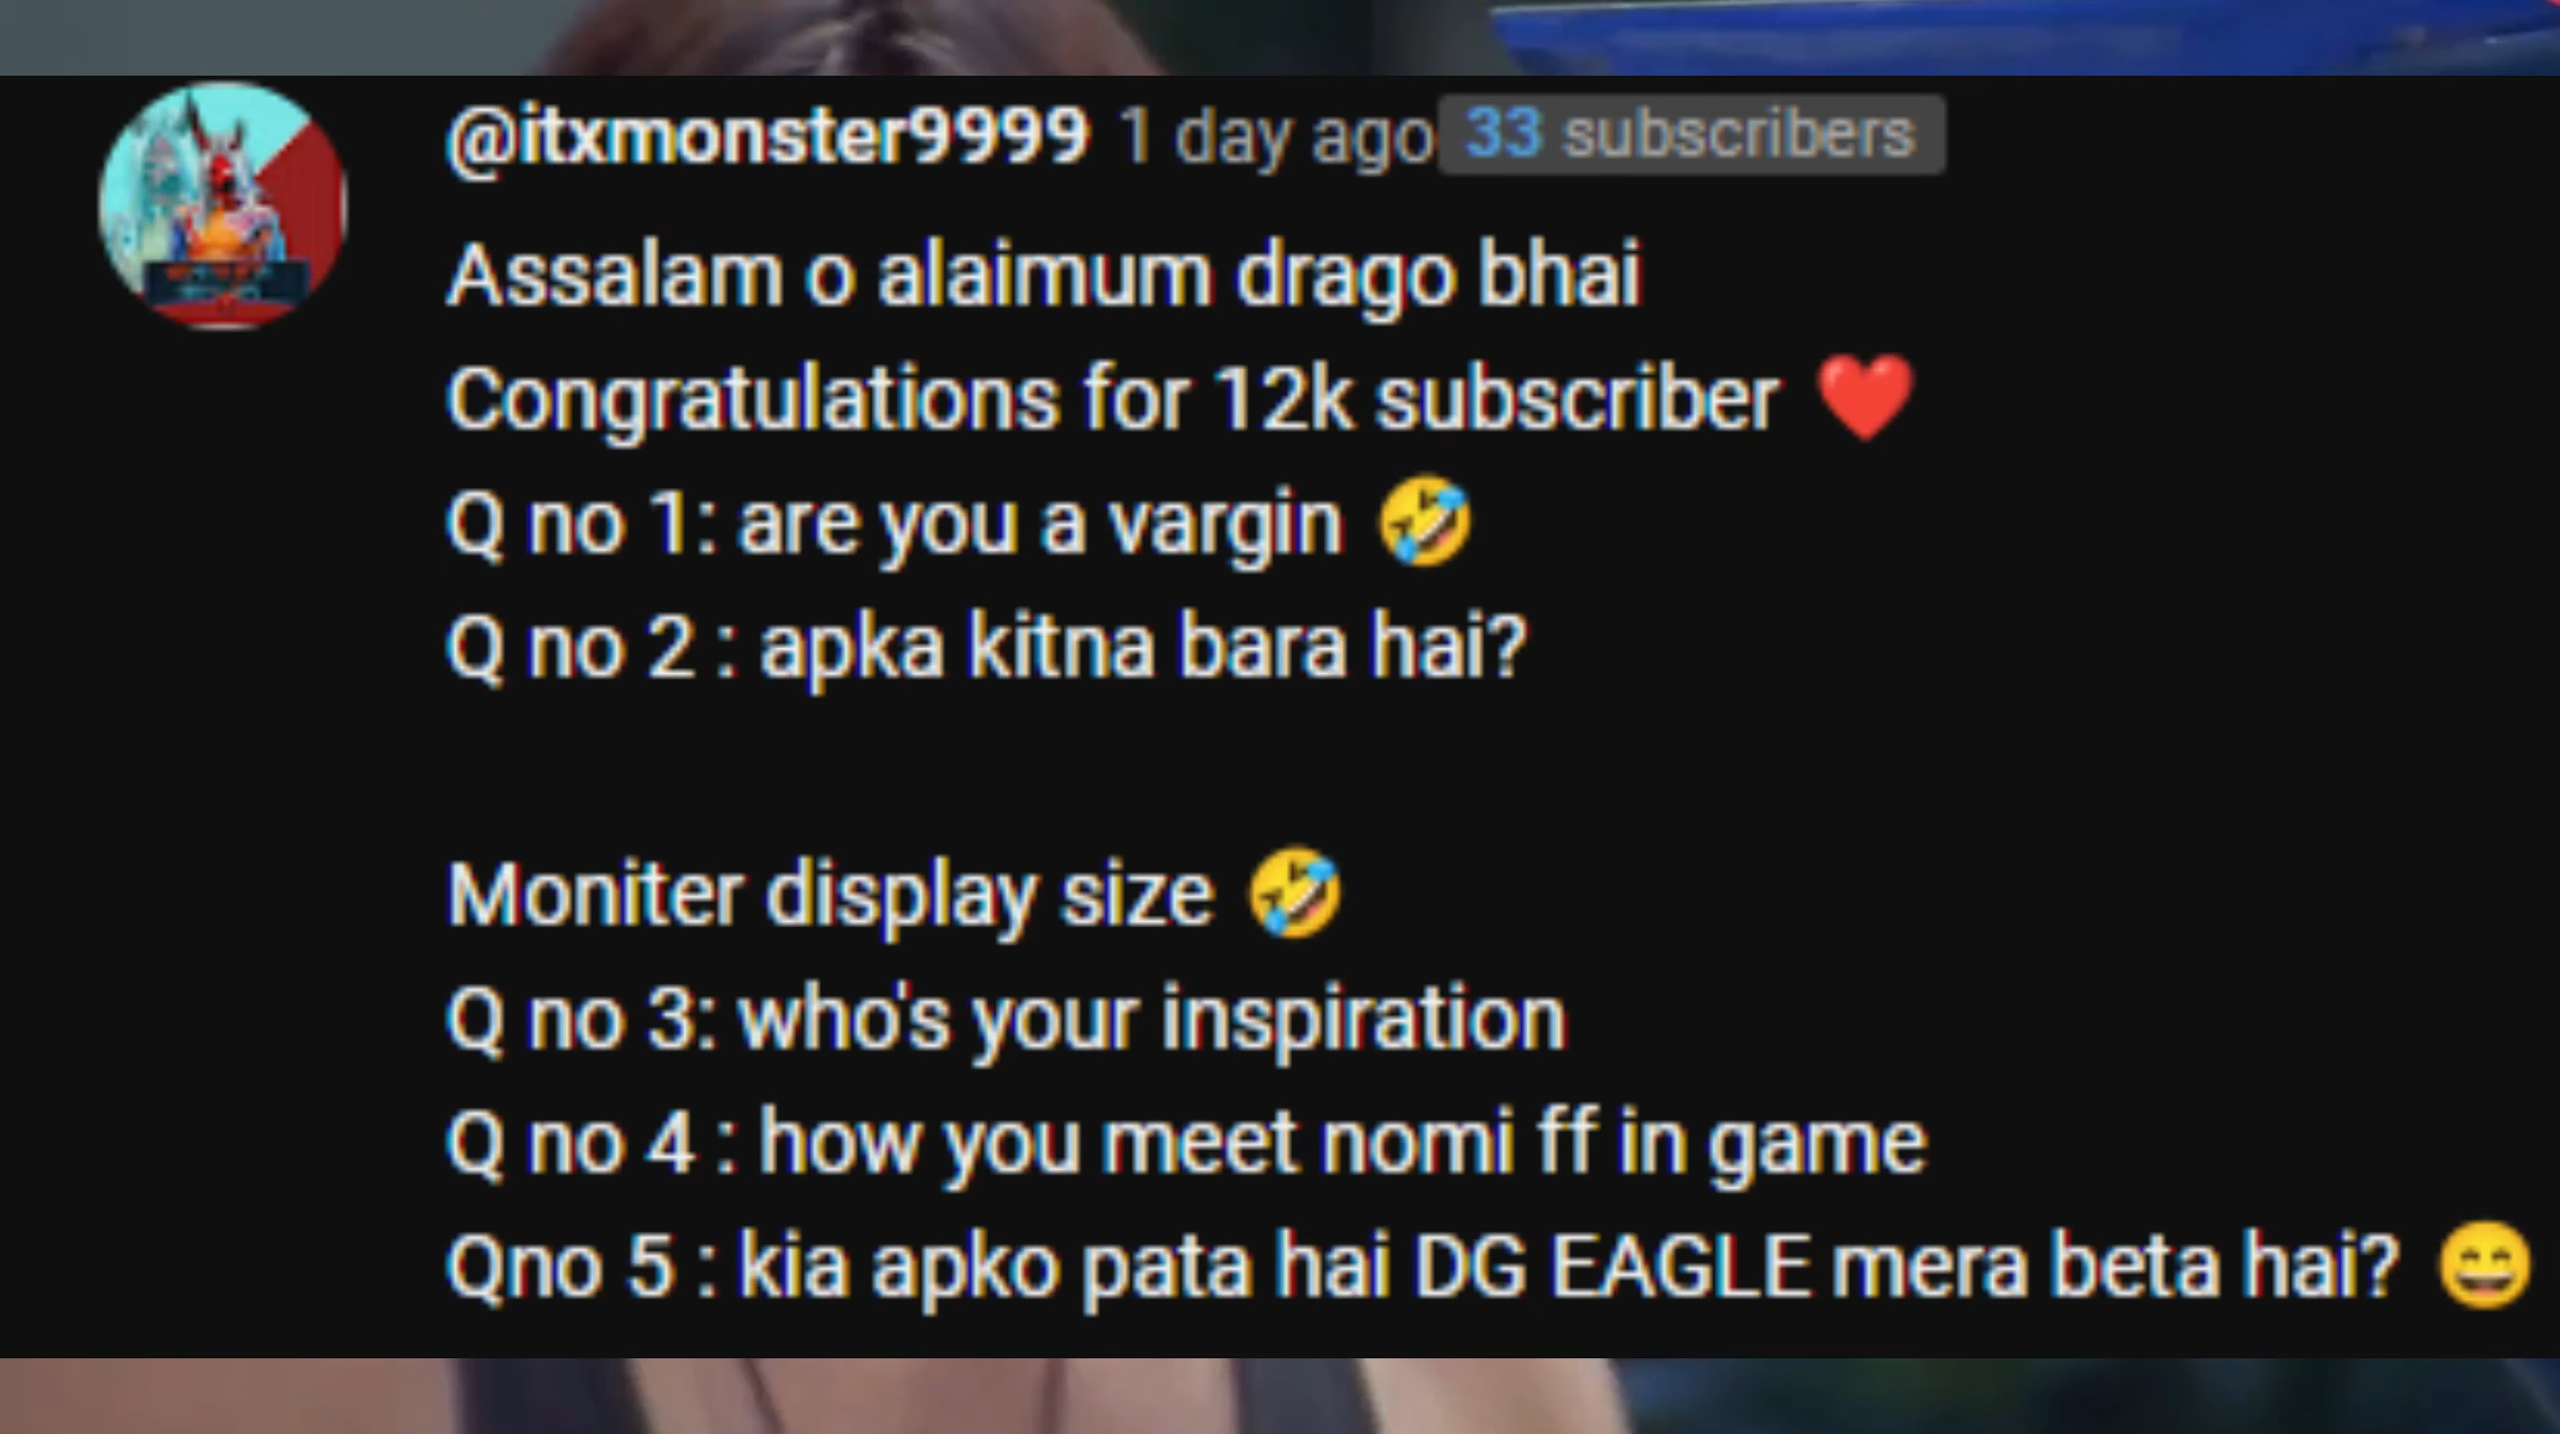 @itxmonster9999 1 day ago 33 subscribers
Assalam o alaimum drago bhai
Congratulations for 12k subscriber ❤️
Q no 1: are you a vargin 🤣
Q no 2 : apka kitna bara hai?
Moniter display size 🤣
Q no 3: who's your inspiration
Q no 4 : how you meet nomi ff in game
Qno 5 : kia apko pata hai DG EAGLE mera beta hai? 😄